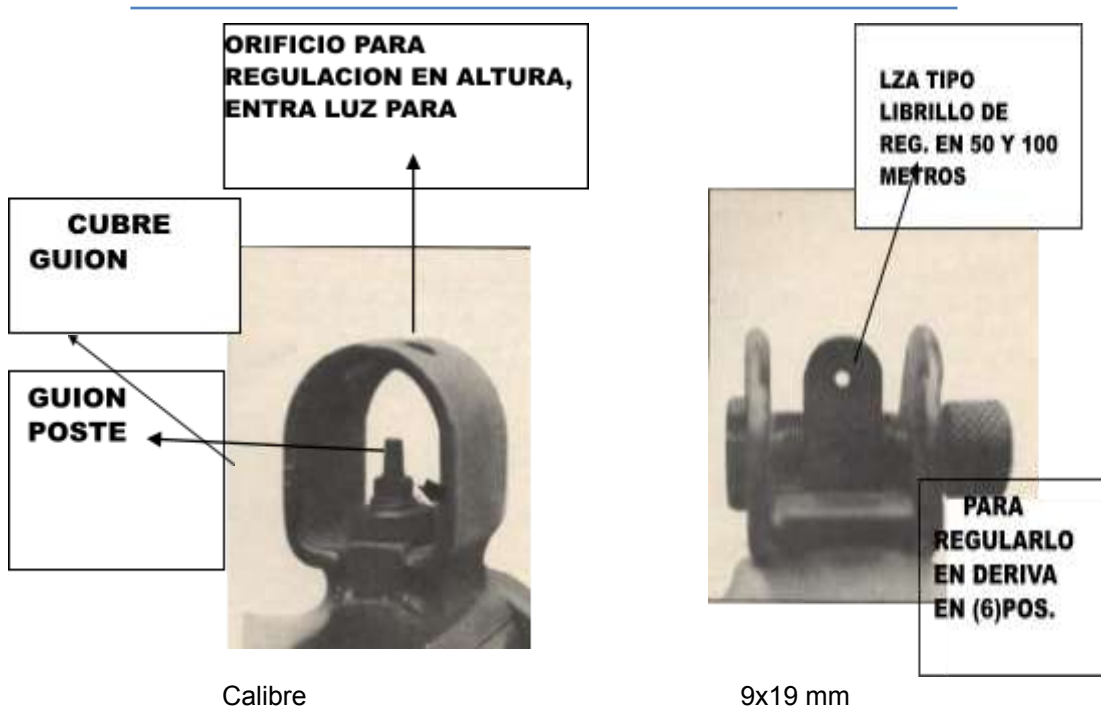 ORIFICIO PARA
REGULACION EN ALTURA,
ENTRA LUZ PARA
LZA TIPO
LIBRILLO DE
REG. EN 50 Y 100
METROS
CUBRE
GUION
GUION
POSTE
PARA
REGULARLO
EN DERIVA
EN (6)POS.
Calibre 9x19 mm